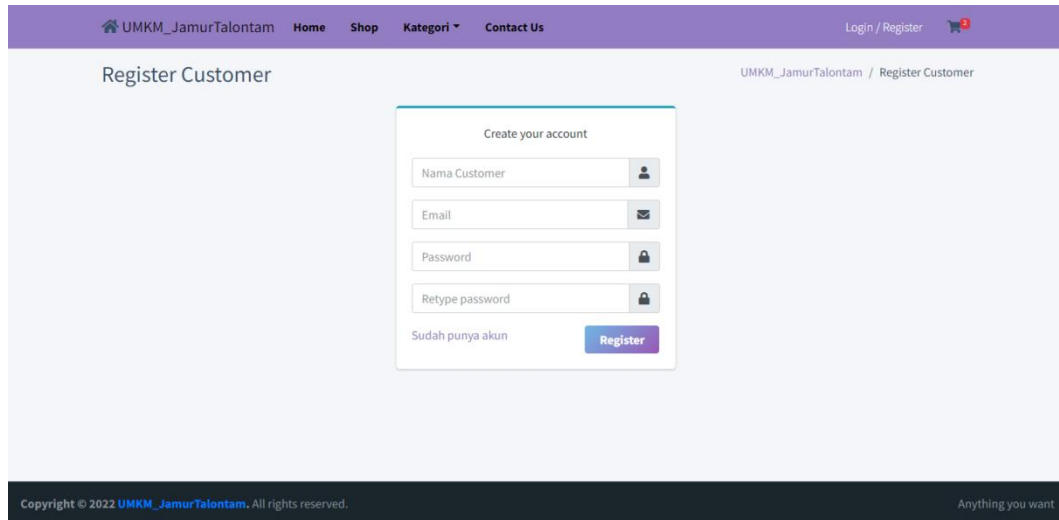 UMKM_JamurTalontam Home Shop Kategori Contact Us Login / Register
Register Customer UMKM_JamurTalontam / Register Customer
Create your account
Nama Customer
Email
Password
Retype password
Sudah punya akun Register
Copyright © 2022 UMKM_JamurTalontam. All rights reserved. Anything you want